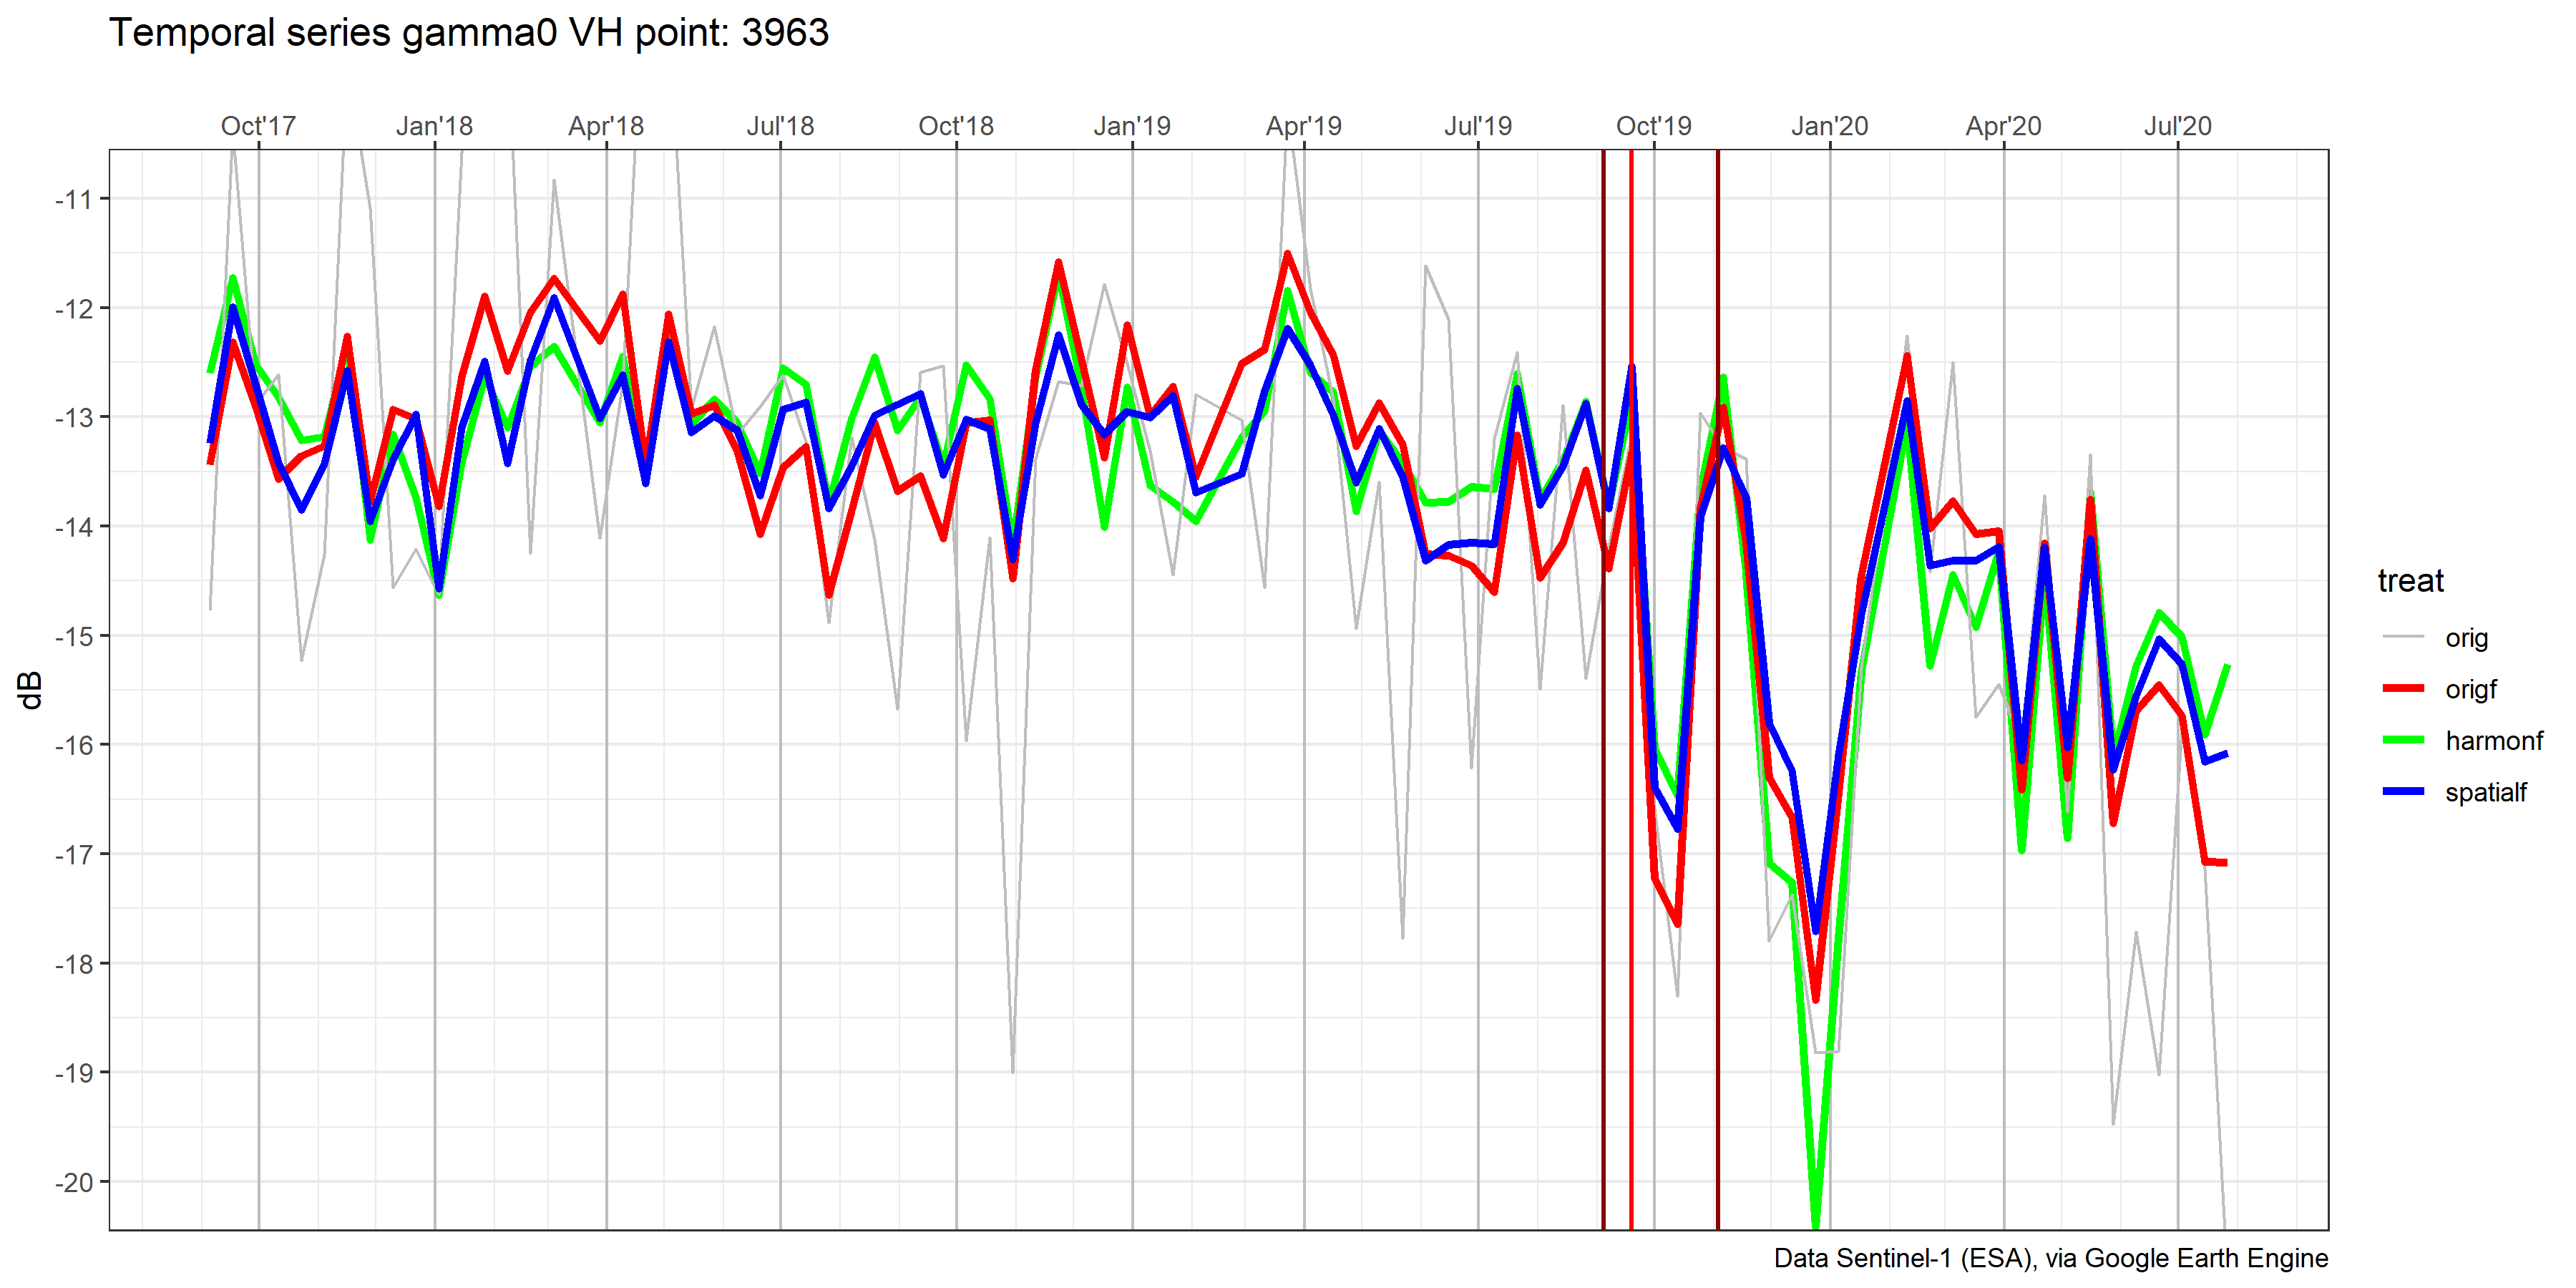 Temporal series gamma0 VH point: 3963
Oct'17 Jan'18 Apr'18 Jul'18 Oct'18 Jan'19 Apr'19 Jul'19 Oct'19 Jan'20 Apr'20 Jul'20
-11
-12
-13
-14
-15
-16
-17
-18
-19
-20
dB
treat
orig
origf
harmonf
spatialf
Data Sentinel-1 (ESA), via Google Earth Engine